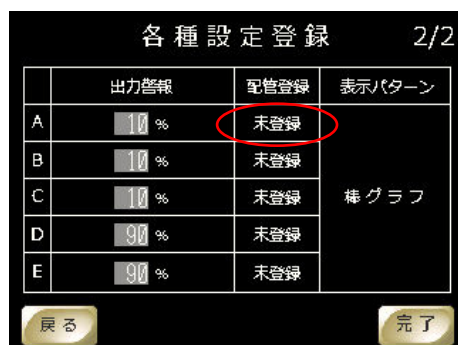 各種設定登録 2/2
出力警報 配管登録 表示パターン
A 10 % 未登録
B 10 % 未登録
C 10 % 未登録 棒グラフ
D 90 % 未登録
E 90 % 未登録
戻る 完了